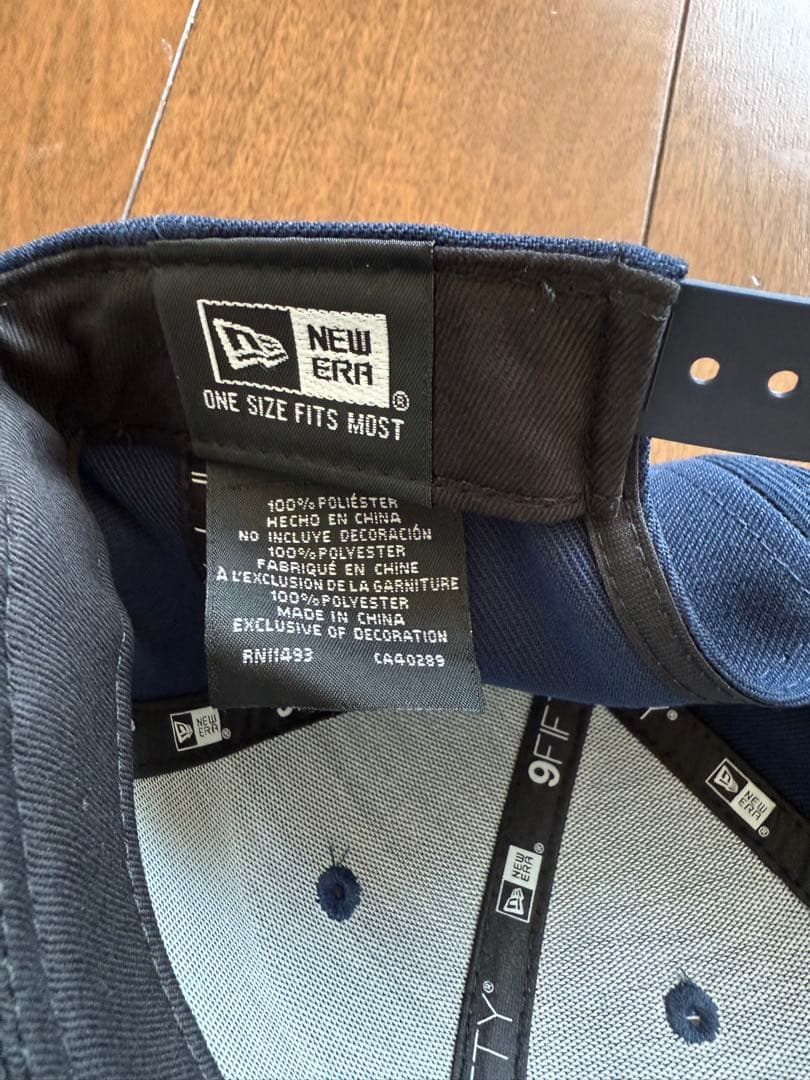 NEW
ERA®
ONE SIZE FITS MOST
100% POLIÉSTER
HECHO EN CHINA
NO INCLUYE DECORACIÓN
100% POLYESTER
FABRIQUÉ EN CHINE
À L'EXCLUSION DE LA GARNITURE
100% POLYESTER
MADE IN CHINA
EXCLUSIVE OF DECORATION
RN11493 CA40289
NEW
ERA®
9FIF
Y®
NEW
ERA®
NEW
ERA®
TY®